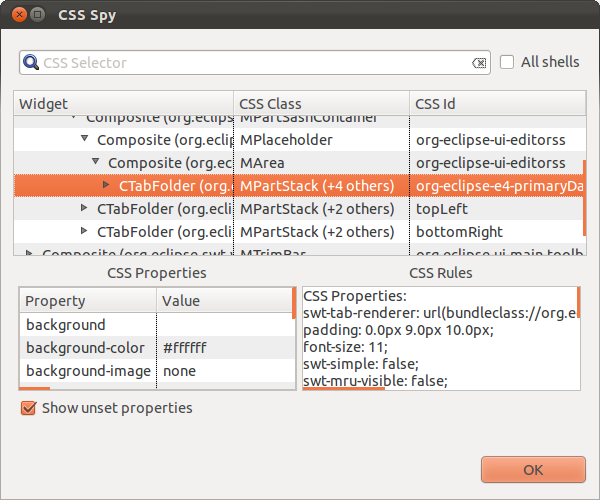 CSS Spy
CSS Selector
All shells
Widget CSS Class CSS Id
Composite (org.eclips MPartSashContainer
Composite (org.ec MPlaceholder org-eclipse-ui-editorss
Composite (org.e MArea org-eclipse-ui-editorss
CTabFolder (org. MPartStack (+4 others) org-eclipse-e4-primaryDa
CTabFolder (org.ecli MPartStack (+2 others) topLeft
CTabFolder (org.ecli MPartStack (+2 others) bottomRight
Composite (org.eclipse.swt MTrimBar org-eclipse-ui-main-toolb
CSS Properties CSS Rules
Property Value
background
background-color #ffffff
background-image none
CSS Properties:
swt-tab-renderer: url(bundleclass://org.e
padding: 0.0px 9.0px 10.0px;
font-size: 11;
swt-simple: false;
swt-mru-visible: false;
Show unset properties
OK